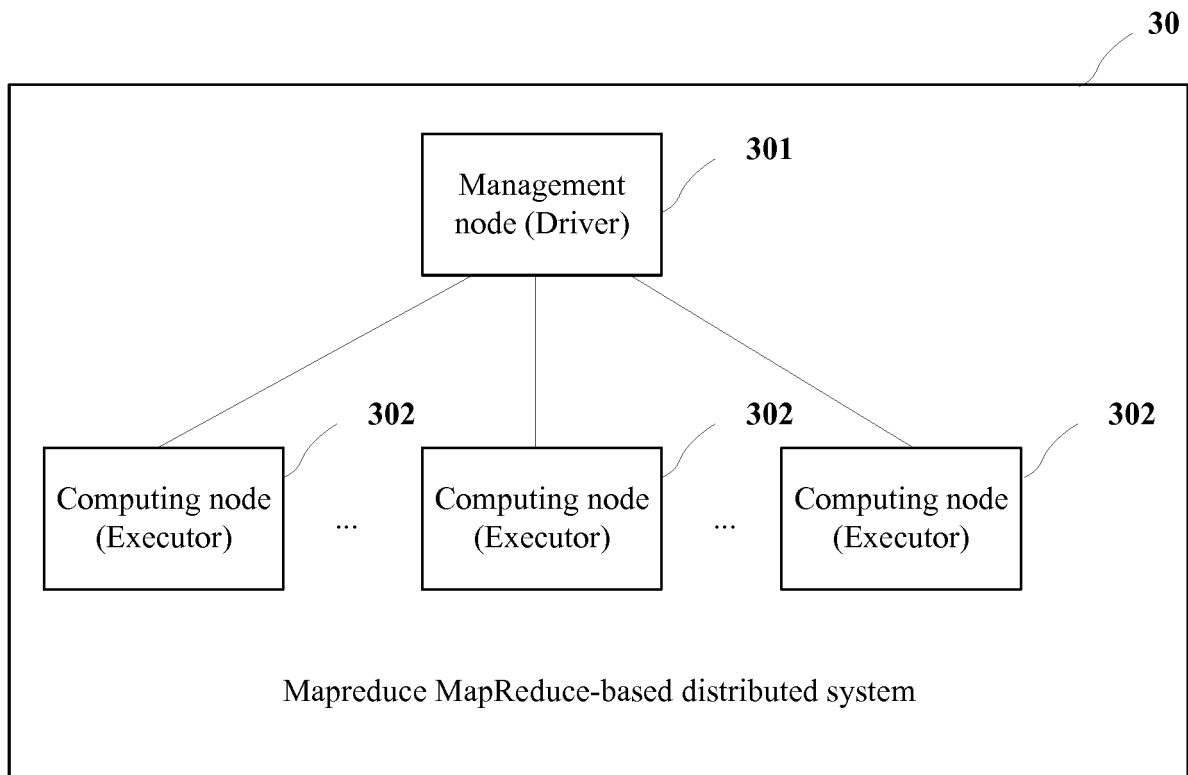 30
301
Management
node (Driver)
302
302
302
Computing node
(Executor)
...
Computing node
(Executor)
...
Computing node
(Executor)
Mapreduce MapReduce-based distributed system